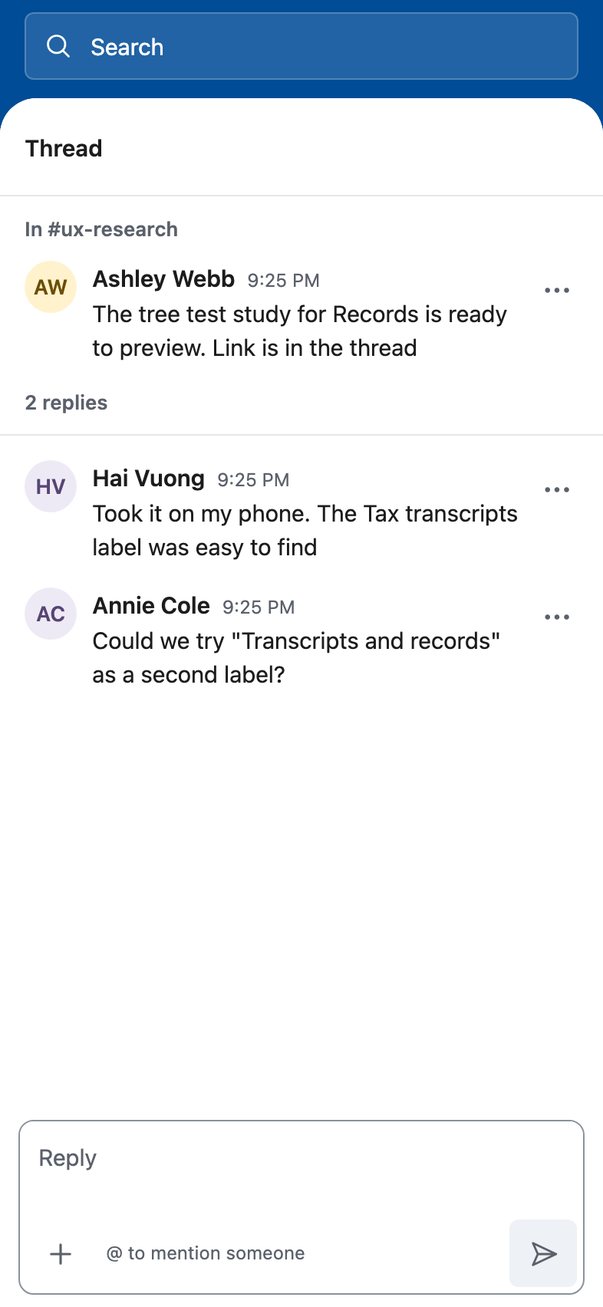 Search
Thread
In #ux-research
AW
Ashley Webb 9:25 PM
The tree test study for Records is ready
to preview. Link is in the thread
2 replies
HV
Hai Vuong 9:25 PM
Took it on my phone. The Tax transcripts
label was easy to find
AC
Annie Cole 9:25 PM
Could we try "Transcripts and records"
as a second label?
Reply
@ to mention someone